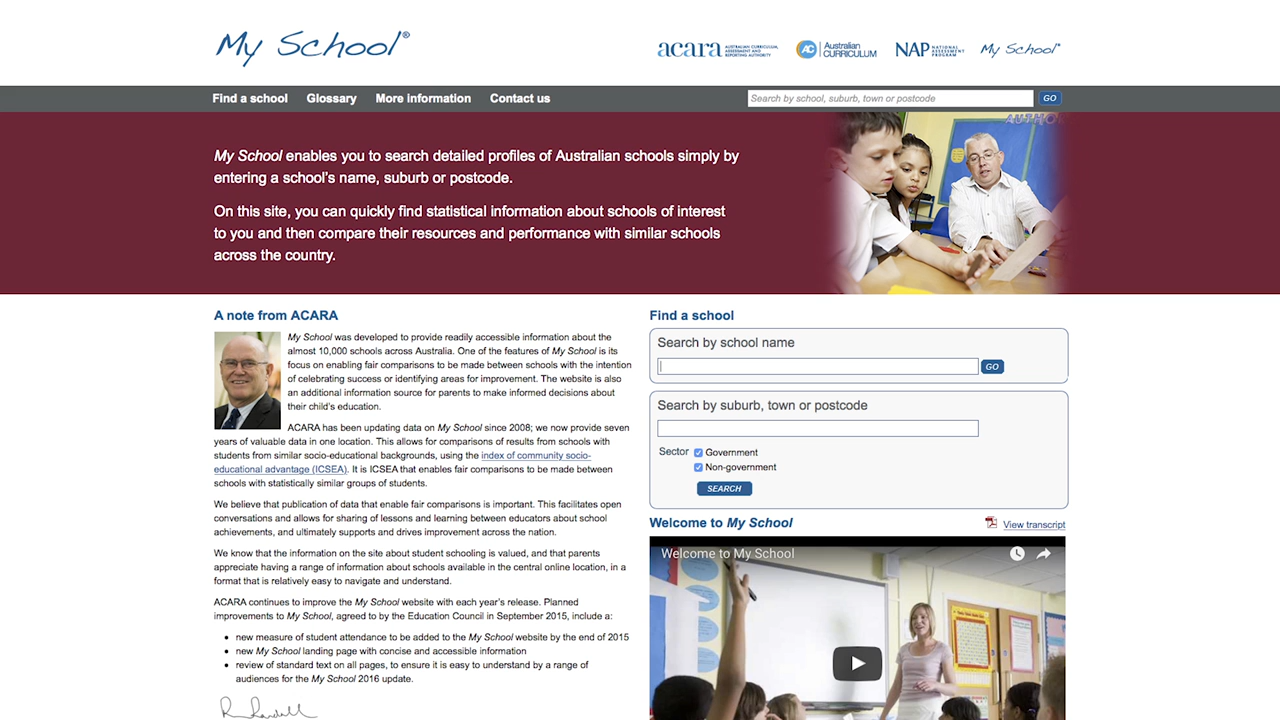 My School®
acara AUSTRALIAN CURRICULUM, ASSESSMENT AND REPORTING AUTHORITY
AC Australian CURRICULUM
NAP NATIONAL ASSESSMENT PROGRAM
My School®
Find a school Glossary More information Contact us
Search by school, suburb, town or postcode GO
AUTHO
My School enables you to search detailed profiles of Australian schools simply by
entering a school's name, suburb or postcode.
On this site, you can quickly find statistical information about schools of interest
to you and then compare their resources and performance with similar schools
across the country.
A note from ACARA
My School was developed to provide readily accessible information about the
almost 10,000 schools across Australia. One of the features of My School is its
focus on enabling fair comparisons to be made between schools with the intention
of celebrating success or identifying areas for improvement. The website is also
an additional information source for parents to make informed decisions about
their child's education.
ACARA has been updating data on My School since 2008; we now provide seven
years of valuable data in one location. This allows for comparisons of results from schools with
students from similar socio-educational backgrounds, using the index of community socio-
educational advantage (ICSEA). It is ICSEA that enables fair comparisons to be made between
schools with statistically similar groups of students.
We believe that publication of data that enable fair comparisons is important. This facilitates open
conversations and allows for sharing of lessons and learning between educators about school
achievements, and ultimately supports and drives improvement across the nation.
We know that the information on the site about student schooling is valued, and that parents
appreciate having a range of information about schools available in the central online location, in a
format that is relatively easy to navigate and understand.
ACARA continues to improve the My School website with each year's release. Planned
improvements to My School, agreed to by the Education Council in September 2015, include a:
• new measure of student attendance to be added to the My School website by the end of 2015
• new My School landing page with concise and accessible information
• review of standard text on all pages, to ensure it is easy to understand by a range of
audiences for the My School 2016 update.
Find a school
Search by school name
GO
Search by suburb, town or postcode
Sector Government
Non-government
SEARCH
Welcome to My School View transcript
Welcome to My School